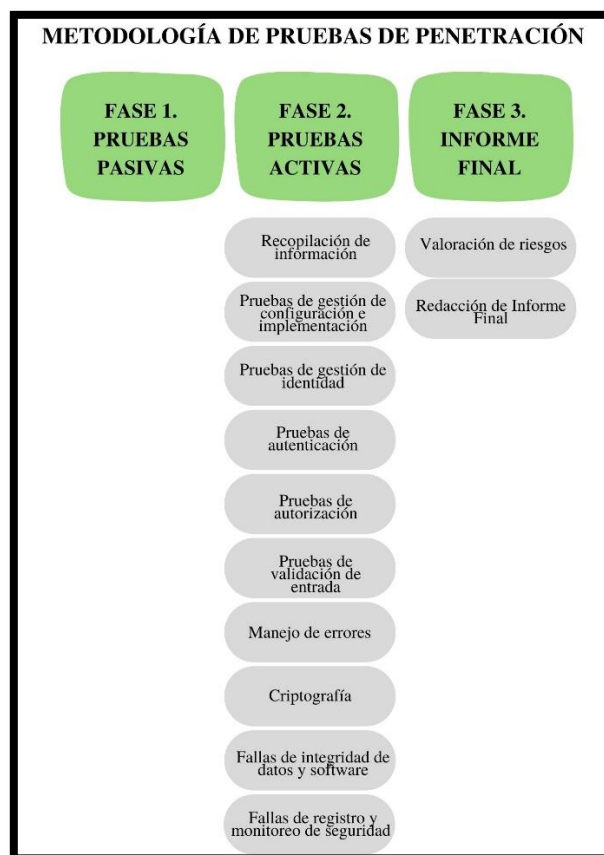 METODOLOGÍA DE PRUEBAS DE PENETRACIÓN
FASE 1.
PRUEBAS
PASIVAS
FASE 2.
PRUEBAS
ACTIVAS
FASE 3.
INFORME
FINAL
Recopilación de
información
Pruebas de gestión de
configuración e
implementación
Pruebas de gestión de
identidad
Pruebas de
autenticación
Pruebas de
autorización
Pruebas de
validación de
entrada
Manejo de errores
Criptografía
Fallas de integridad de
datos y software
Fallas de registro y
monitoreo de seguridad
Valoración de riesgos
Redacción de Informe
Final